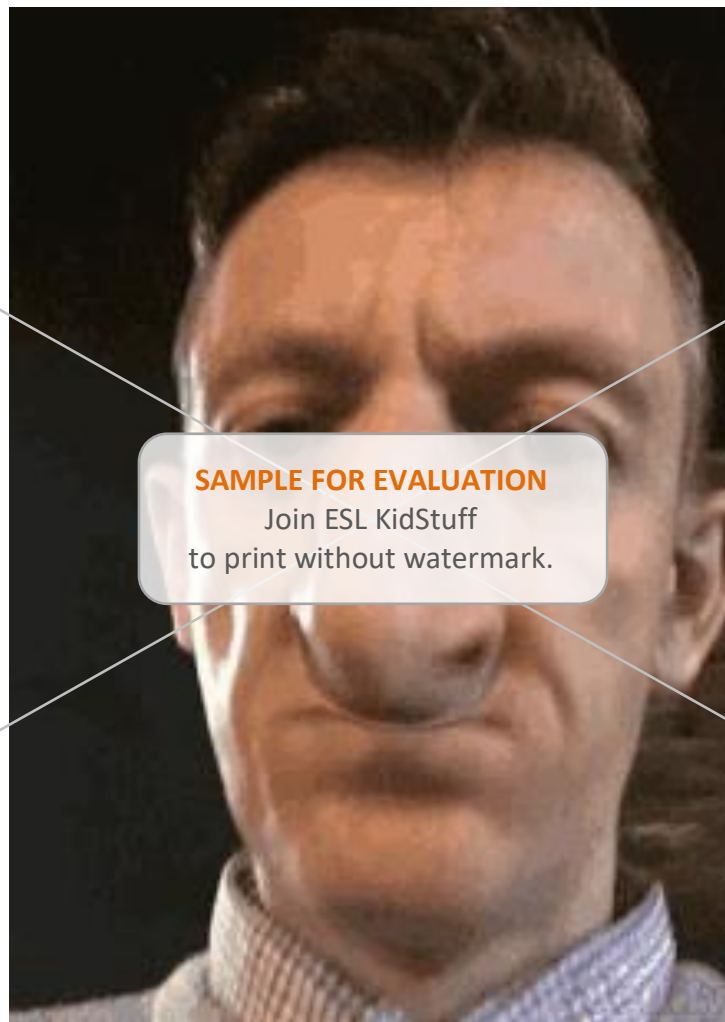 SAMPLE FOR EVALUATION
Join ESL KidStuff
to print without watermark.